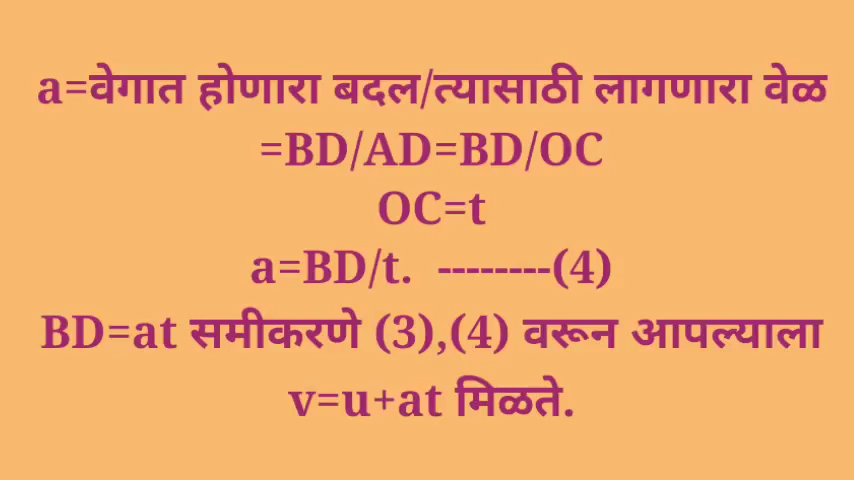 a=वेगात होणारा बदल/त्यासाठी लागणारा वेळ
=BD/AD=BD/OC
OC=t
a=BD/t. --------(4)
BD=at समीकरणे (3),(4) वरून आपल्याला
v=u+at मिळते.